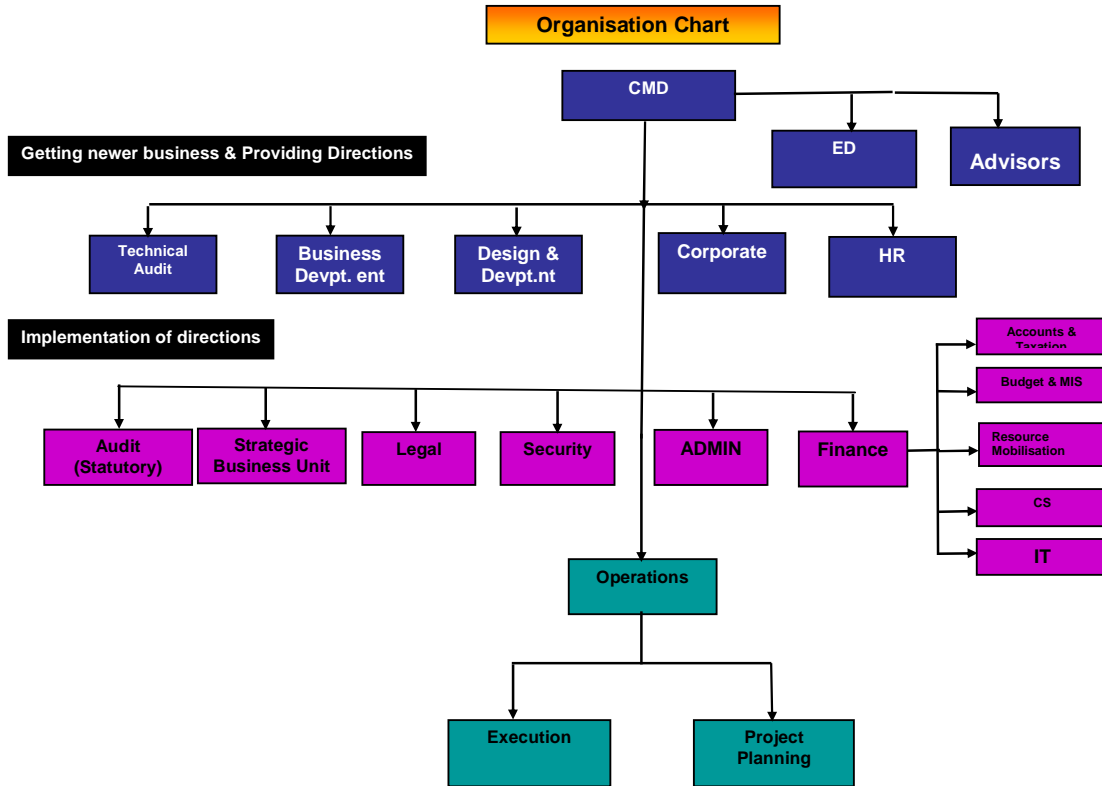 Organisation Chart
CMD
ED
Advisors
Getting newer business & Providing Directions
Technical
Audit
Business
Devpt. ent
Design &
Devpt.nt
Corporate
HR
Implementation of directions
Accounts &
Taxation
Budget & MIS
Resource
Mobilisation
CS
IT
Audit
(Statutory)
Strategic
Business Unit
Legal
Security
ADMIN
Finance
Operations
Execution
Project
Planning